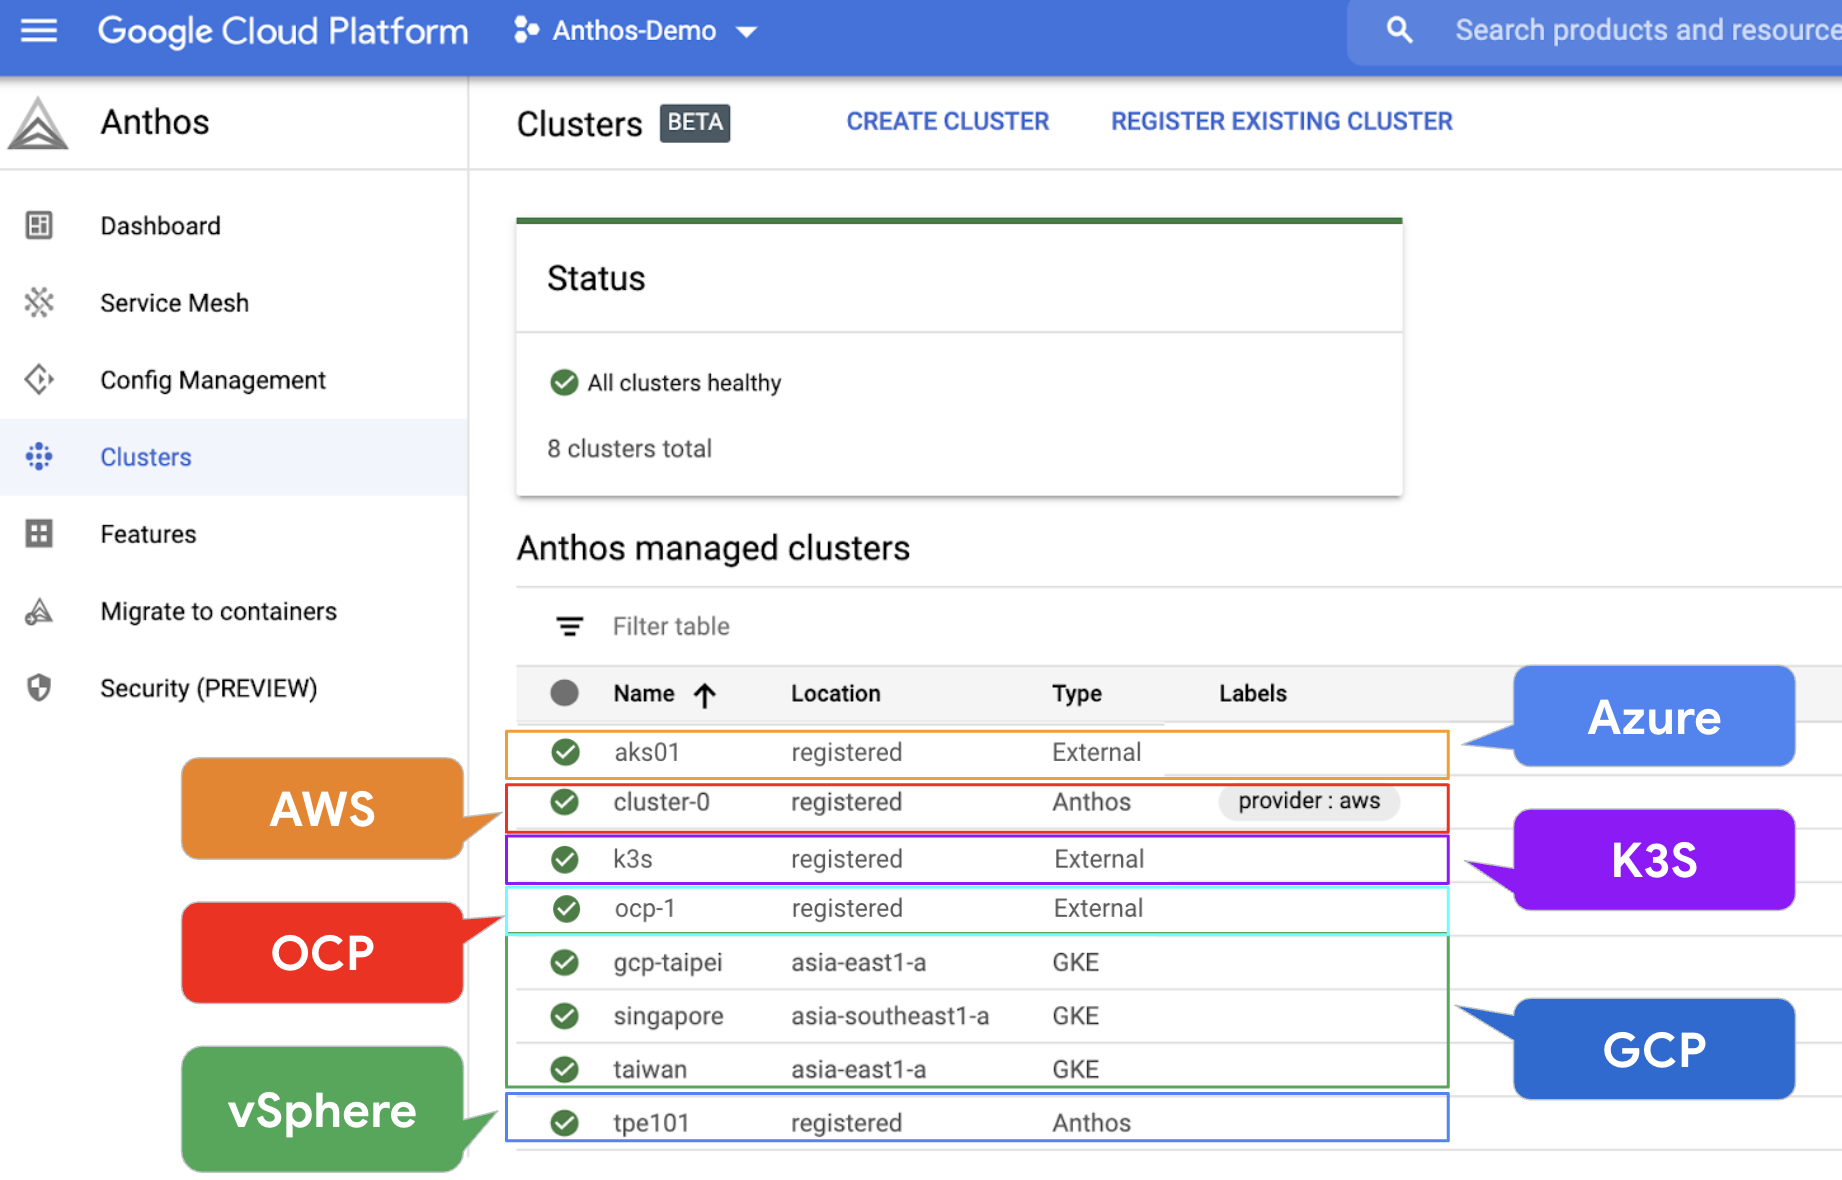 Google Cloud Platform Anthos-Demo Search products and resource
Anthos
Clusters BETA CREATE CLUSTER REGISTER EXISTING CLUSTER
Dashboard
Service Mesh
Config Management
Clusters
Features
Migrate to containers
Security (PREVIEW)
Status
All clusters healthy
8 clusters total
Anthos managed clusters
Filter table
Name Location Type Labels
aks01 registered External
cluster-0 registered Anthos provider : aws
k3s registered External
ocp-1 registered External
gcp-taipei asia-east1-a GKE
singapore asia-southeast1-a GKE
taiwan asia-east1-a GKE
tpe101 registered Anthos
Azure
AWS
K3S
OCP
GCP
vSphere